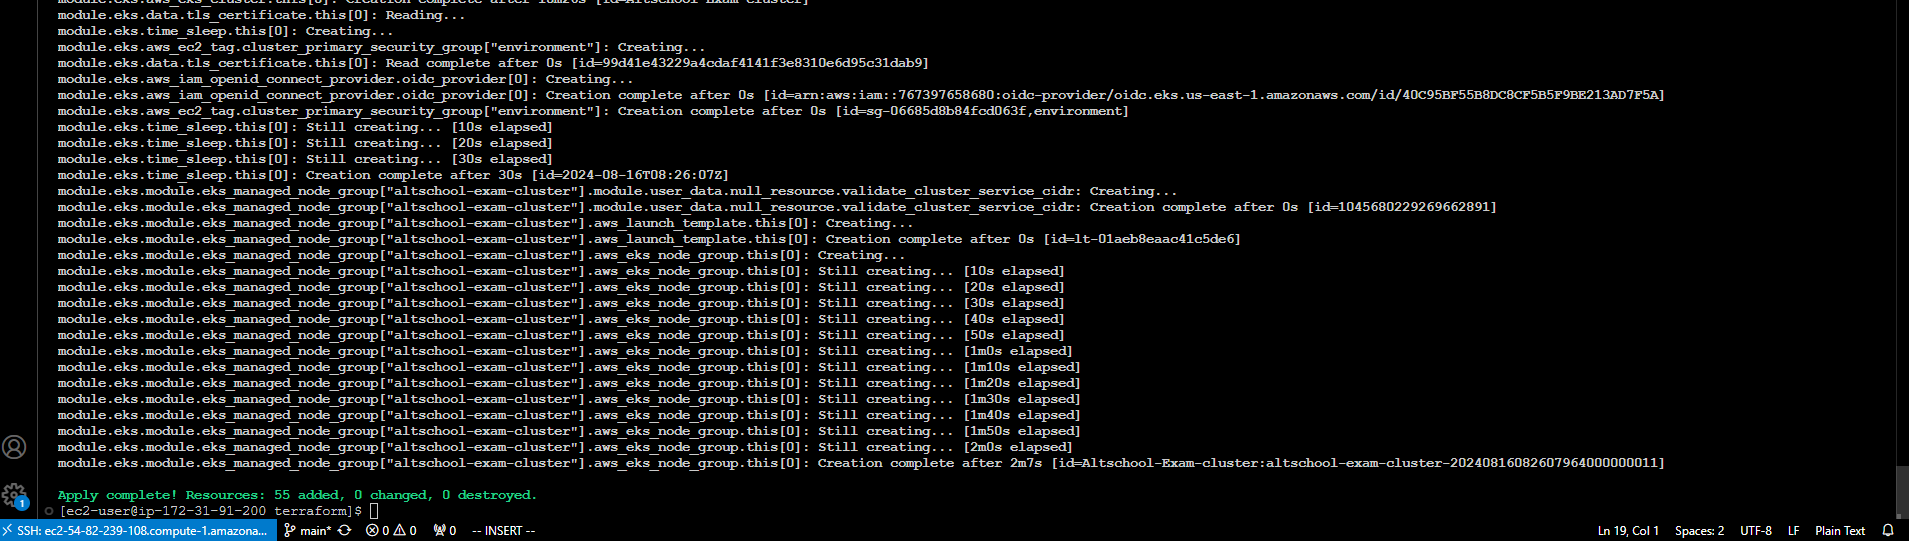 module.eks.aws_eks_cluster.this[0]: Creation complete after 10m20s [id=Altschool-Exam-cluster]
module.eks.data.tls_certificate.this[0]: Reading...
module.eks.time_sleep.this[0]: Creating...
module.eks.aws_ec2_tag.cluster_primary_security_group["environment"]: Creating...
module.eks.data.tls_certificate.this[0]: Read complete after 0s [id=99d41e43229a4cdaf4141f3e8310e6d95c31dab9]
module.eks.aws_iam_openid_connect_provider.oidc_provider[0]: Creating...
module.eks.aws_iam_openid_connect_provider.oidc_provider[0]: Creation complete after 0s [id=arn:aws:iam::767397658680:oidc-provider/oidc.eks.us-east-1.amazonaws.com/id/40C95BF55B8DC8CF5B5F9BE213AD7F5A]
module.eks.aws_ec2_tag.cluster_primary_security_group["environment"]: Creation complete after 0s [id=sg-06685d8b84fcd063f,environment]
module.eks.time_sleep.this[0]: Still creating... [10s elapsed]
module.eks.time_sleep.this[0]: Still creating... [20s elapsed]
module.eks.time_sleep.this[0]: Still creating... [30s elapsed]
module.eks.time_sleep.this[0]: Creation complete after 30s [id=2024-08-16T08:26:07Z]
module.eks.module.eks_managed_node_group["altschool-exam-cluster"].module.user_data.null_resource.validate_cluster_service_cidr: Creating...
module.eks.module.eks_managed_node_group["altschool-exam-cluster"].module.user_data.null_resource.validate_cluster_service_cidr: Creation complete after 0s [id=1045680229269662891]
module.eks.module.eks_managed_node_group["altschool-exam-cluster"].aws_launch_template.this[0]: Creating...
module.eks.module.eks_managed_node_group["altschool-exam-cluster"].aws_launch_template.this[0]: Creation complete after 0s [id=lt-01aeb8eaac41c5de6]
module.eks.module.eks_managed_node_group["altschool-exam-cluster"].aws_eks_node_group.this[0]: Creating...
module.eks.module.eks_managed_node_group["altschool-exam-cluster"].aws_eks_node_group.this[0]: Still creating... [10s elapsed]
module.eks.module.eks_managed_node_group["altschool-exam-cluster"].aws_eks_node_group.this[0]: Still creating... [20s elapsed]
module.eks.module.eks_managed_node_group["altschool-exam-cluster"].aws_eks_node_group.this[0]: Still creating... [30s elapsed]
module.eks.module.eks_managed_node_group["altschool-exam-cluster"].aws_eks_node_group.this[0]: Still creating... [40s elapsed]
module.eks.module.eks_managed_node_group["altschool-exam-cluster"].aws_eks_node_group.this[0]: Still creating... [50s elapsed]
module.eks.module.eks_managed_node_group["altschool-exam-cluster"].aws_eks_node_group.this[0]: Still creating... [1m0s elapsed]
module.eks.module.eks_managed_node_group["altschool-exam-cluster"].aws_eks_node_group.this[0]: Still creating... [1m10s elapsed]
module.eks.module.eks_managed_node_group["altschool-exam-cluster"].aws_eks_node_group.this[0]: Still creating... [1m20s elapsed]
module.eks.module.eks_managed_node_group["altschool-exam-cluster"].aws_eks_node_group.this[0]: Still creating... [1m30s elapsed]
module.eks.module.eks_managed_node_group["altschool-exam-cluster"].aws_eks_node_group.this[0]: Still creating... [1m40s elapsed]
module.eks.module.eks_managed_node_group["altschool-exam-cluster"].aws_eks_node_group.this[0]: Still creating... [1m50s elapsed]
module.eks.module.eks_managed_node_group["altschool-exam-cluster"].aws_eks_node_group.this[0]: Still creating... [2m0s elapsed]
module.eks.module.eks_managed_node_group["altschool-exam-cluster"].aws_eks_node_group.this[0]: Creation complete after 2m7s [id=Altschool-Exam-cluster:altschool-exam-cluster-20240816082607964000000011]
Apply complete! Resources: 55 added, 0 changed, 0 destroyed.
[ec2-user@ip-172-31-91-200 terraform]$
1
SSH: ec2-54-82-239-108.compute-1.amazona... main* 0 0 0 -- INSERT -- Ln 19, Col 1 Spaces: 2 UTF-8 LF Plain Text